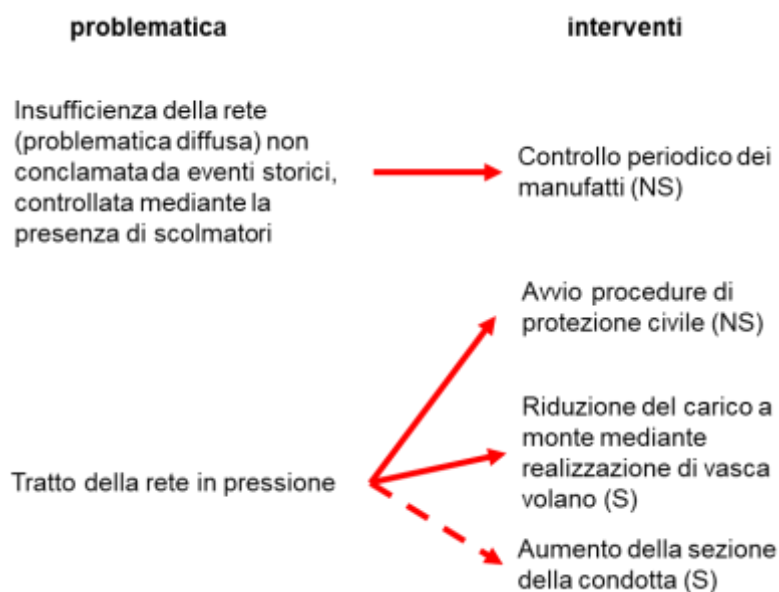 problematica
interventi
Insufficienza della rete
(problematica diffusa) non
conclamata da eventi storici,
controllata mediante la
presenza di scolmatori
Controllo periodico dei
manufatti (NS)
Tratto della rete in pressione
Avvio procedure di
protezione civile (NS)
Riduzione del carico a
monte mediante
realizzazione di vasca
volano (S)
Aumento della sezione
della condotta (S)